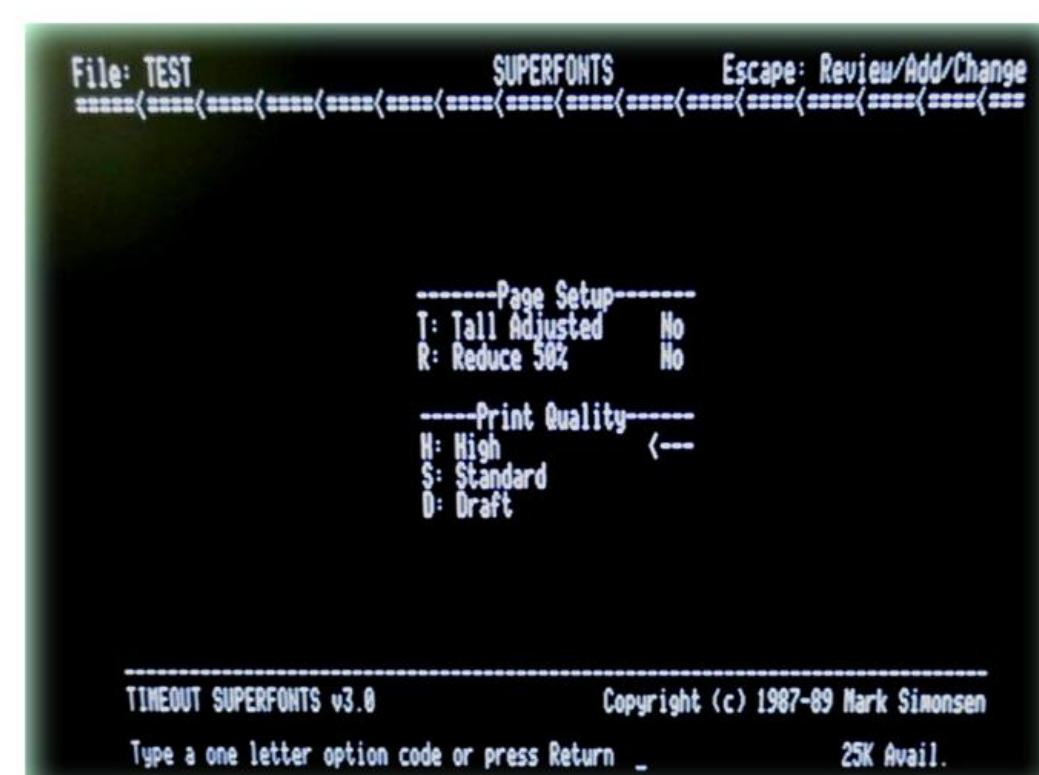 File: TEST SUPERFONTS Escape: Review/Add/Change
=====<====<====<====<====<====<====<====<====<====<====<====<====<====<====<===
-------Page Setup-------
T: Tall Adjusted No
R: Reduce 50% No
-----Print Quality------
H: High <---
S: Standard
D: Draft
--------------------------------------------------------------------------------
TIMEOUT SUPERFONTS v3.0 Copyright (c) 1987-89 Mark Simonsen
Type a one letter option code or press Return _ 25K Avail.